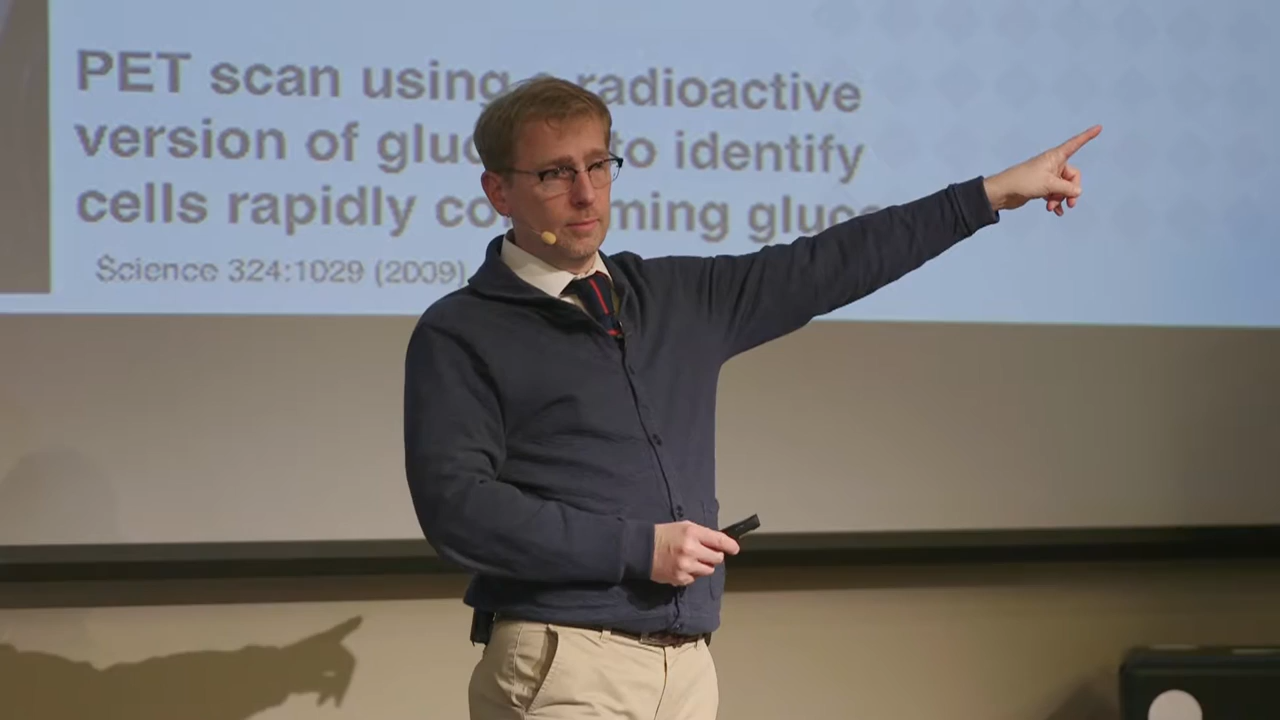 PET scan using radioactive
version of to identify
cells rapidly
Science 324:1029 (2009)